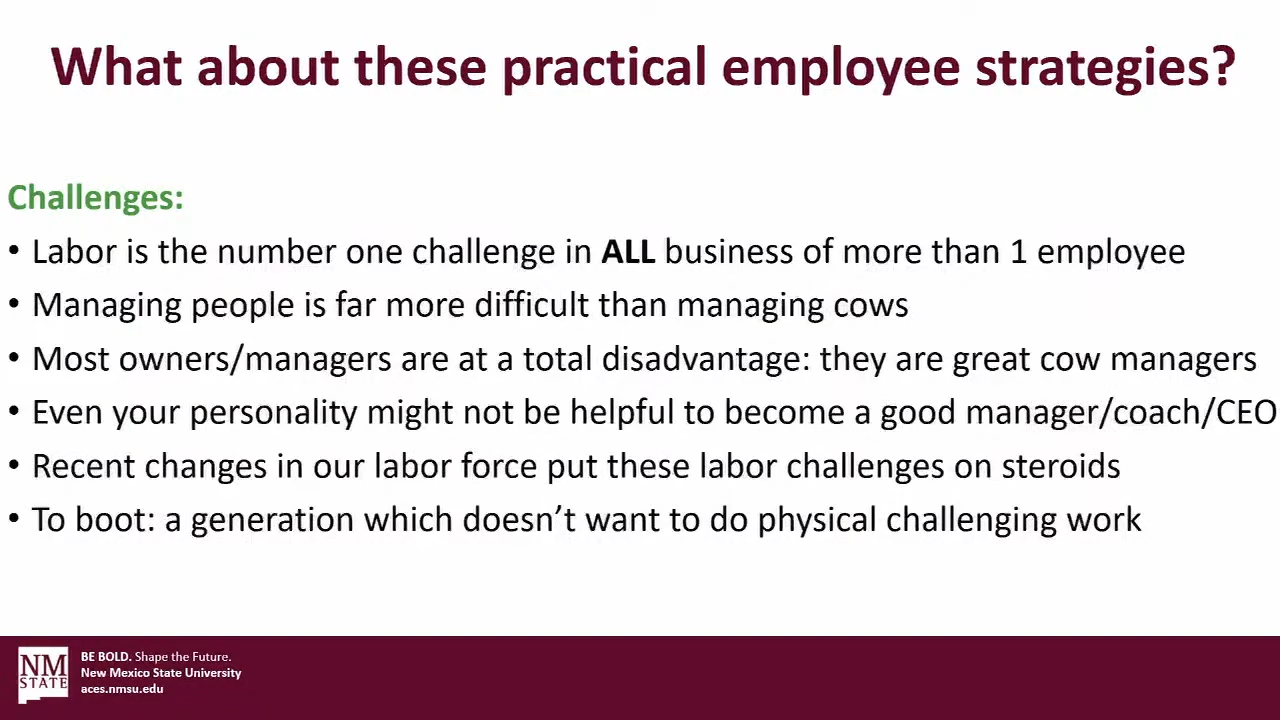 What about these practical employee strategies?
Challenges:
• Labor is the number one challenge in ALL business of more than 1 employee
• Managing people is far more difficult than managing cows
• Most owners/managers are at a total disadvantage: they are great cow managers
• Even your personality might not be helpful to become a good manager/coach/CEO
• Recent changes in our labor force put these labor challenges on steroids
• To boot: a generation which doesn’t want to do physical challenging work
NM
STATE
BE BOLD. Shape the Future.
New Mexico State University
aces.nmsu.edu